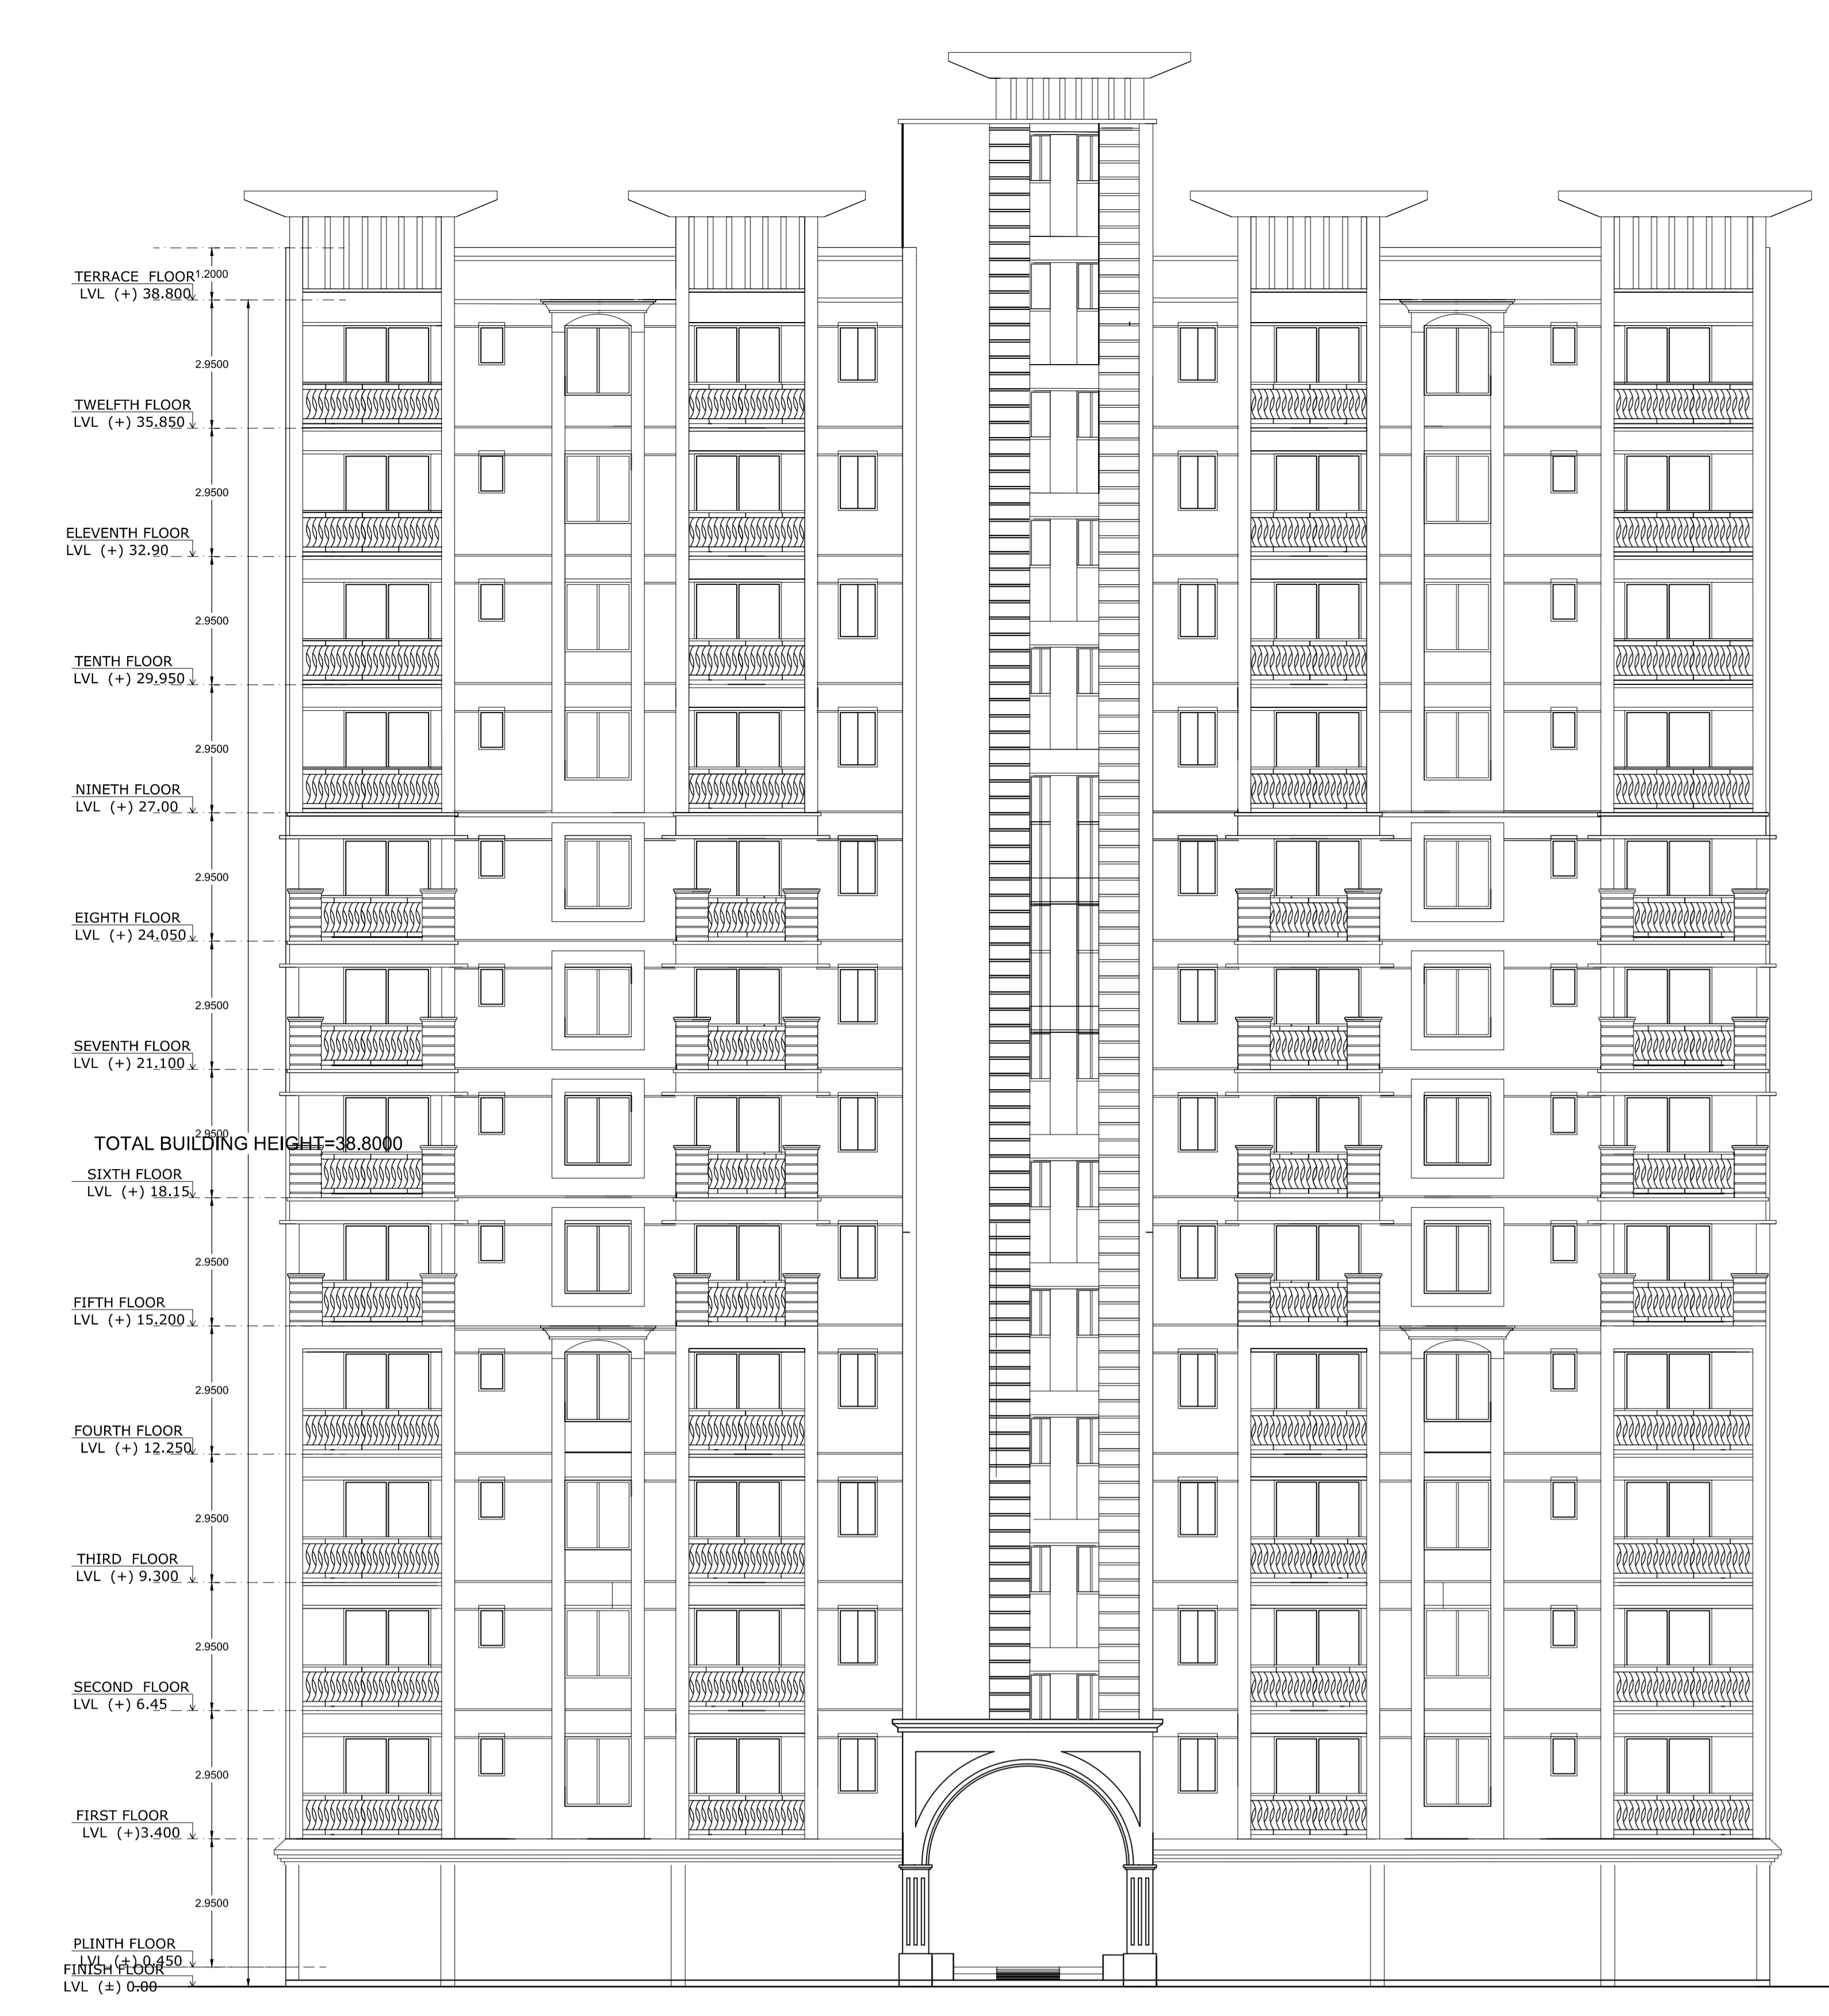 1.2000
TERRACE FLOOR
LVL (+) 38.800
2.9500
TWELFTH FLOOR
LVL (+) 35.850
2.9500
ELEVENTH FLOOR
LVL (+) 32.90
2.9500
TENTH FLOOR
LVL (+) 29.950
2.9500
NINETH FLOOR
LVL (+) 27.00
2.9500
EIGHTH FLOOR
LVL (+) 24.050
2.9500
SEVENTH FLOOR
LVL (+) 21.100
2.9500
TOTAL BUILDING HEIGHT=38.8000
SIXTH FLOOR
LVL (+) 18.15
2.9500
FIFTH FLOOR
LVL (+) 15.200
2.9500
FOURTH FLOOR
LVL (+) 12.250
2.9500
THIRD FLOOR
LVL (+) 9.300
2.9500
SECOND FLOOR
LVL (+) 6.45
2.9500
FIRST FLOOR
LVL (+)3.400
2.9500
PLINTH FLOOR
LVL (+) 0.450
FINISH FLOOR
LVL (±) 0.00